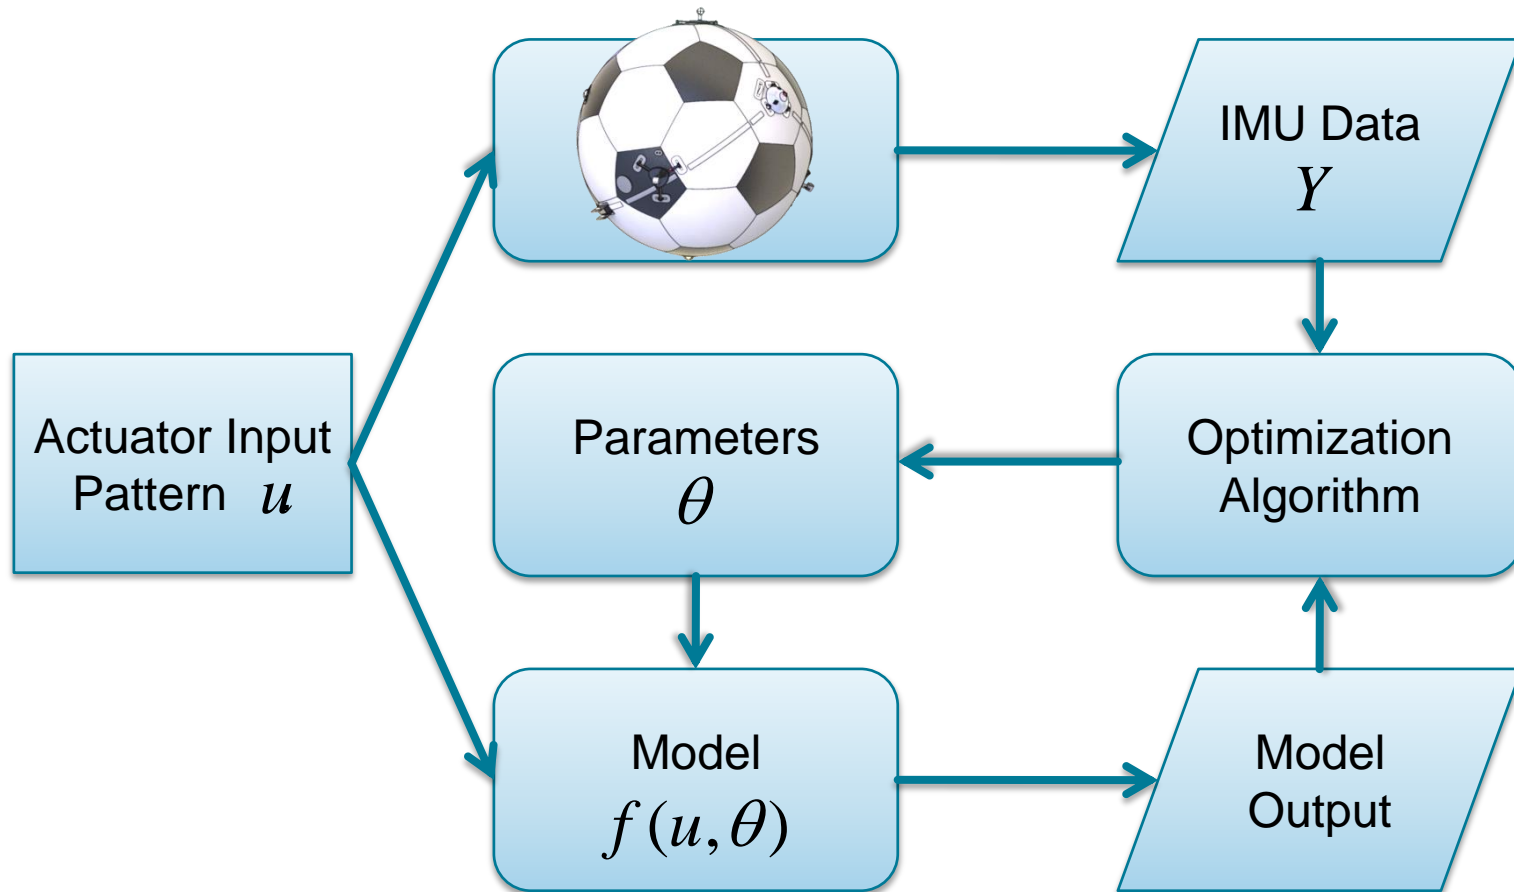 IMU Data
Y
Actuator Input
Pattern u
Parameters
θ
Optimization
Algorithm
Model
f(u,θ)
Model
Output